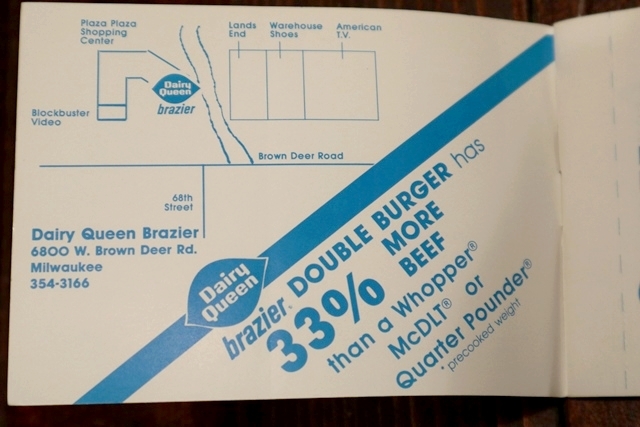 Plaza Plaza
Shopping
Center
Lands
End
Warehouse
Shoes
American
T.V.
Dairy
Queen
brazier
Blockbuster
Video
Brown Deer Road
68th
Street
Dairy Queen Brazier
6800 W. Brown Deer Rd.
Milwaukee
354-3166
Dairy
Queen
brazier. DOUBLE BURGER has
33% MORE
BEEF
than a Whopper®
McDLT® or
Quarter Pounder®
*precooked weight